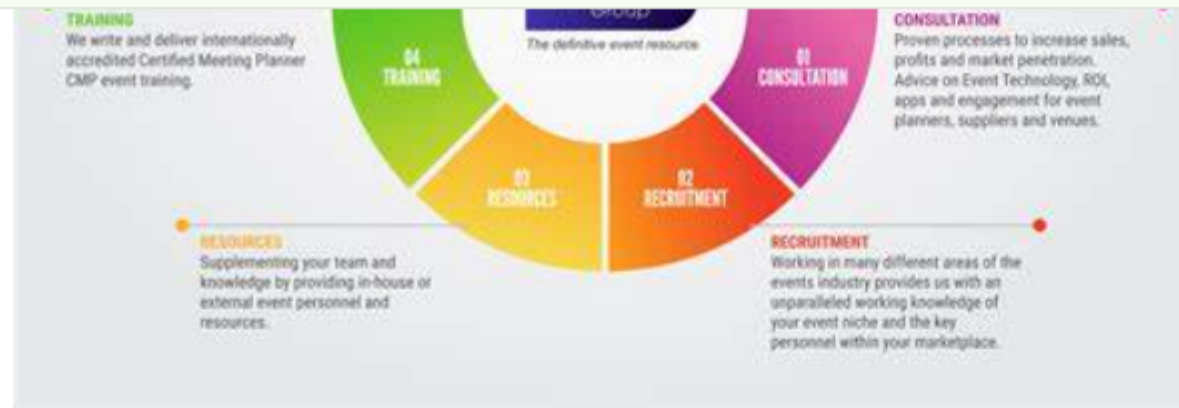 TRAINING
We write and deliver internationally
accredited Certified Meeting Planner
CMP event training.
Group
The definitive event resource.
04
TRAINING
01
CONSULTATION
CONSULTATION
Proven processes to increase sales,
profits and market penetration.
Advice on Event Technology, ROI,
apps and engagement for event
planners, suppliers and venues.
03
RESOURCES
02
RECRUITMENT
RESOURCES
Supplementing your team and
knowledge by providing in-house or
external event personnel and
resources.
RECRUITMENT
Working in many different areas of the
events industry provides us with an
unparalleled working knowledge of
your event niche and the key
personnel within your marketplace.